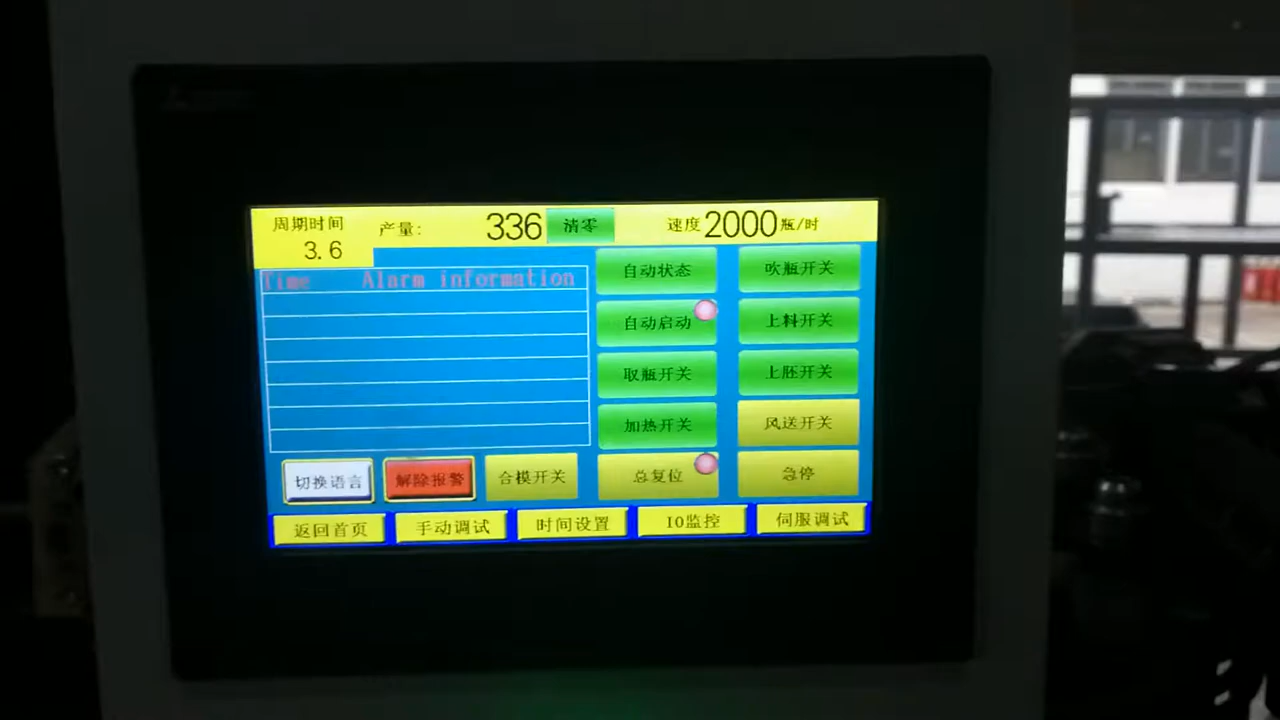 周期时间
3.6
产量: 336 清零
速度 2000 瓶/时
Time Alarm information
自动状态 吹瓶开关
自动启动 上料开关
取瓶开关 上胚开关
加热开关 风送开关
切换语言 解除报警 合模开关 总复位 急停
返回首页 手动调试 时间设置 IO监控 伺服调试